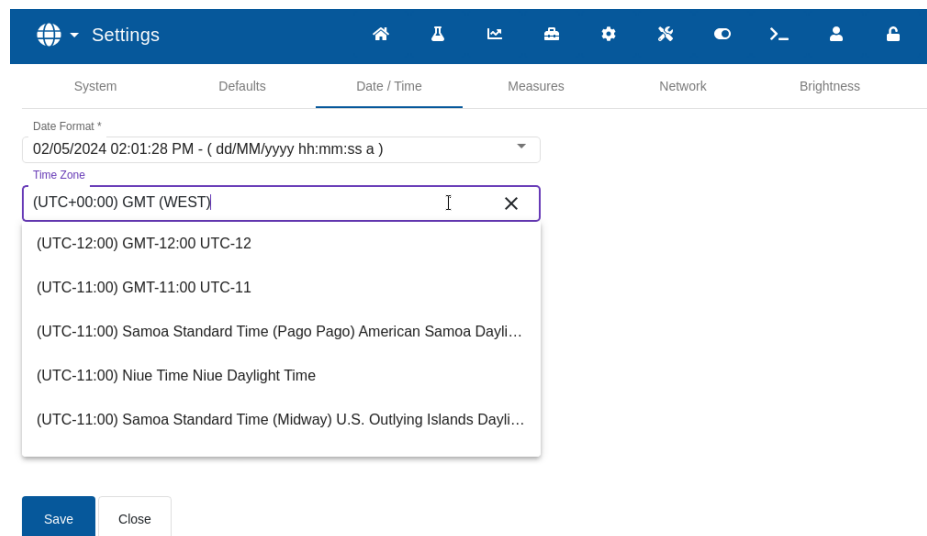 Settings
System Defaults Date / Time Measures Network Brightness
Date Format *
02/05/2024 02:01:28 PM - ( dd/MM/yyyy hh:mm:ss a )
Time Zone
(UTC+00:00) GMT (WEST)
(UTC-12:00) GMT-12:00 UTC-12
(UTC-11:00) GMT-11:00 UTC-11
(UTC-11:00) Samoa Standard Time (Pago Pago) American Samoa Dayli…
(UTC-11:00) Niue Time Niue Daylight Time
(UTC-11:00) Samoa Standard Time (Midway) U.S. Outlying Islands Dayli…
Save Close